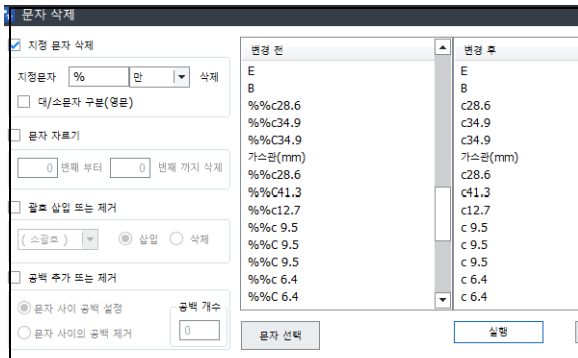 문자 삭제
지정 문자 삭제
지정문자 % 만 삭제
대/소문자 구분(영문)
문자 자르기
0 번째 부터 0 번째 까지 삭제
괄호 삽입 또는 제거
( 소괄호 ) 삽입 삭제
공백 추가 또는 제거
문자 사이 공백 설정
문자 사이의 공백 제거
공백 개수
0
변경 전
E
B
%%c28.6
%%c34.9
%%C34.9
가스관(mm)
%%c28.6
%%C41.3
%%c12.7
%%c 9.5
%%C 9.5
%%C 9.5
%%c 6.4
%%C 6.4
문자 선택
변경 후
E
B
c28.6
c34.9
c34.9
가스관(mm)
c28.6
c41.3
c12.7
c 9.5
c 9.5
c 9.5
c 6.4
c 6.4
실행